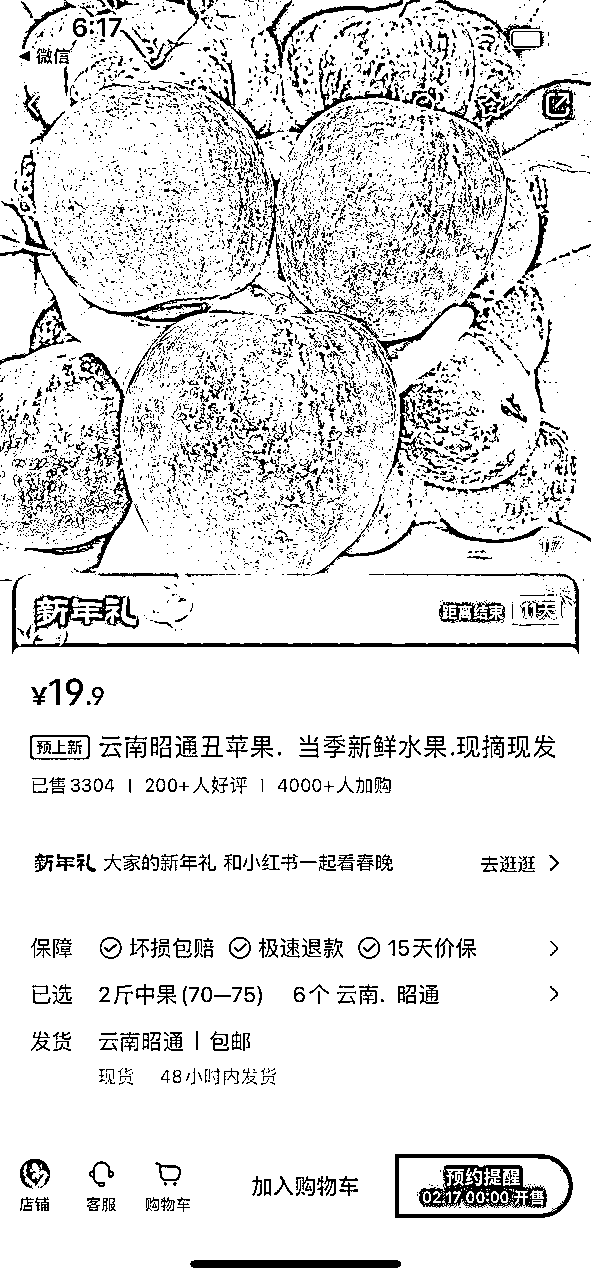 6:17
◀ 微信
新年礼 距离结束 11天
¥19.9
预上新 云南昭通丑苹果. 当季新鲜水果.现摘现发
已售3304 | 200+人好评 | 4000+人加购
新年礼 大家的新年礼 和小红书一起看春晚 去逛逛
保障 坏损包赔 极速退款 15天价保
已选 2斤中果(70—75) 6个 云南. 昭通
发货 云南昭通 | 包邮
现货 48小时内发货
店铺 客服 购物车 加入购物车 预约提醒
02.17 00:00 开售